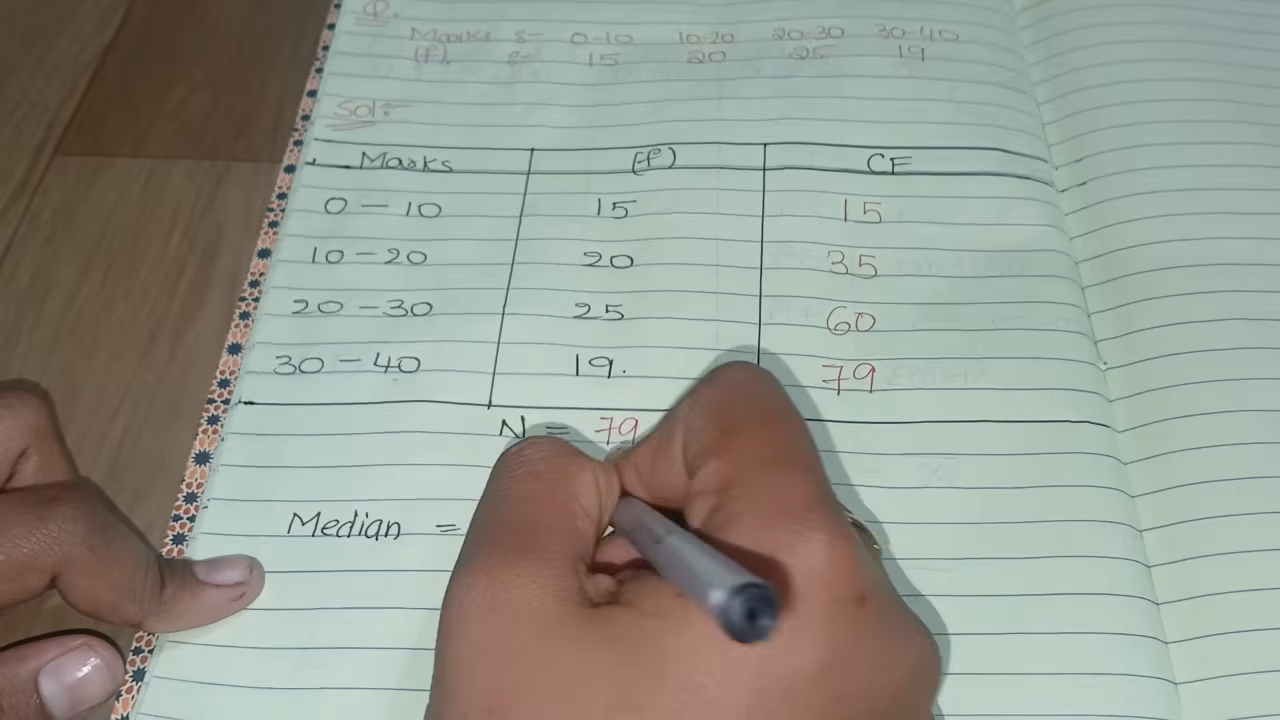 Q.
Marks :- 0-10 10-20 20-30 30-40
(f). :- 15 20 25 19
Sol:-
Marks (f) CF
0 - 10 15 15
10 - 20 20 35
20 - 30 25 60
30 - 40 19. 79
N = 79
Median =